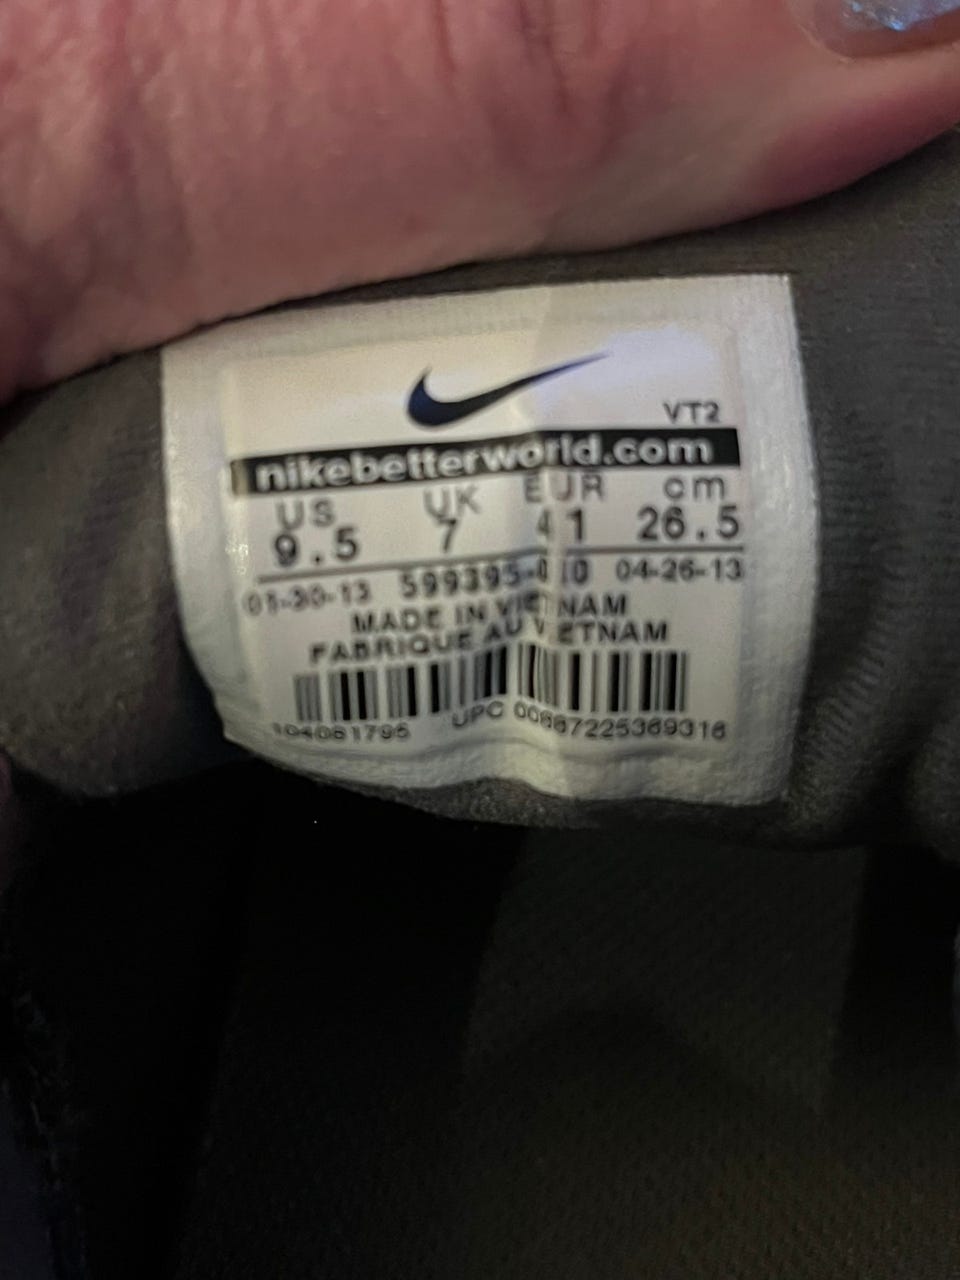 VT2
nikebetterworld.com
US UK EUR cm
9.5 7 41 26.5
01-30-13 599395-010 04-26-13
MADE IN VIETNAM
FABRIQUE AU VIETNAM
104081795 UPC 00887225369316